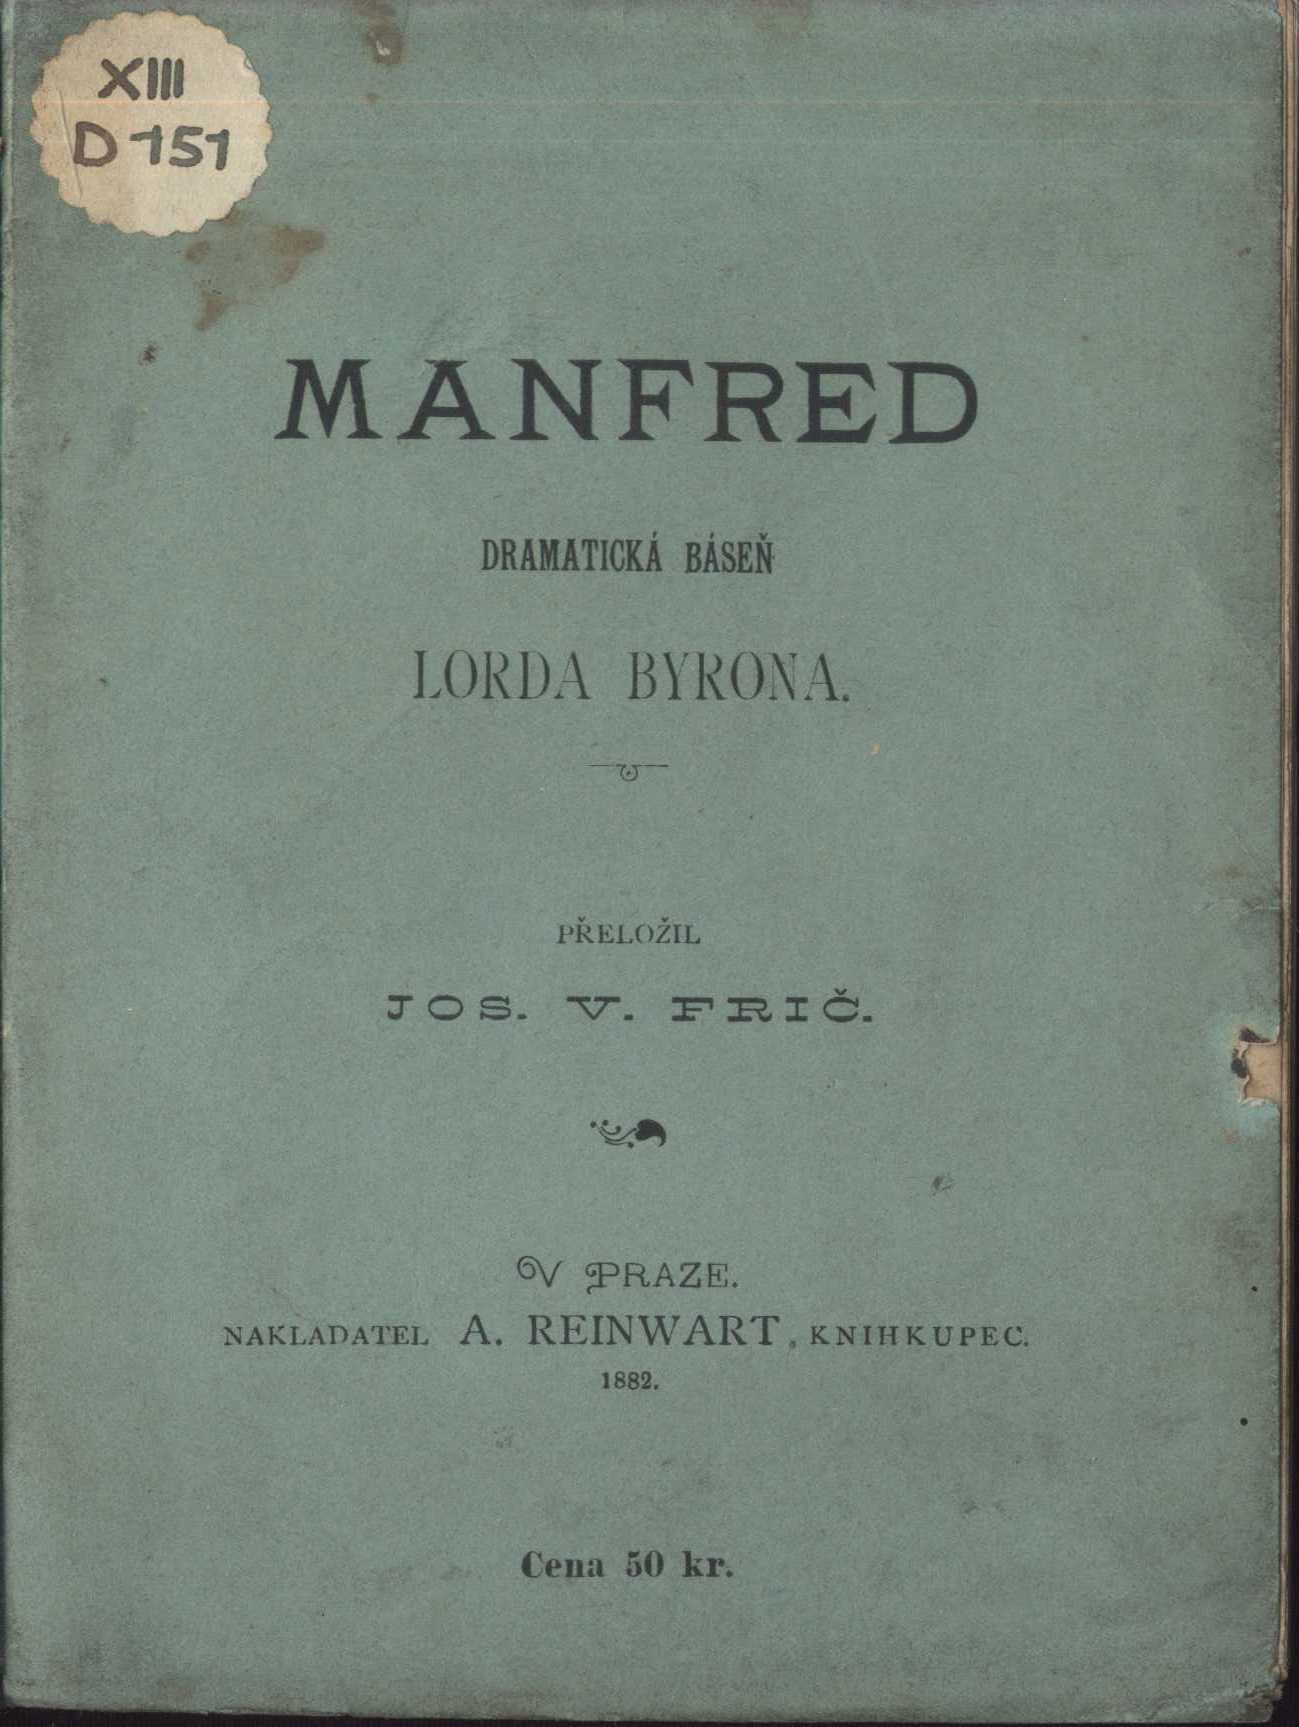 XIII
D 151
MANFRED
DRAMATICKÁ BÁSEŇ
LORDA BYRONA.
PŘELOŽIL
JOS. V. FRIČ.
V PRAZE.
NAKLADATEL A. REINWART, KNIHKUPEC.
1882.
Cena 50 kr.